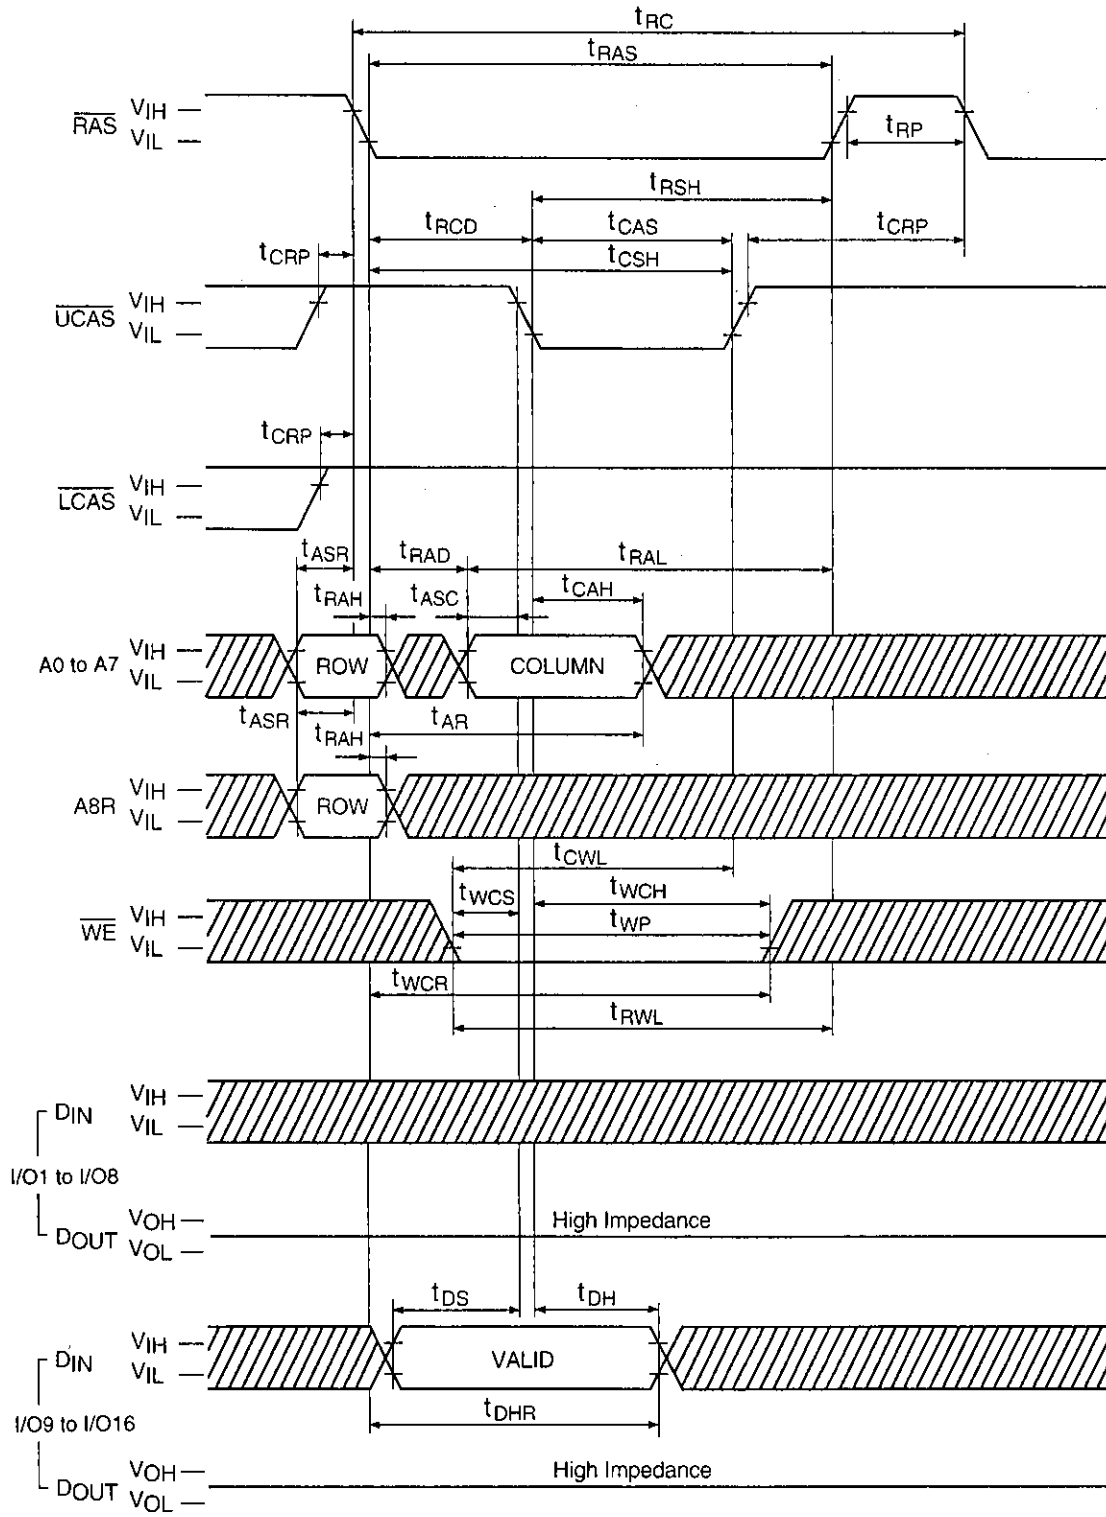 tRC
tRAS
RAS VIH
VIL
tRP
tRSH
tRCD tCAS tCRP
tCRP tCSH
UCAS VIH
VIL
tCRP
LCAS VIH
VIL
tASR tRAD tRAL
tRAH tASC tCAH
A0 to A7 VIH
VIL
ROW COLUMN
tASR tAR
tRAH
A8R VIH
VIL
ROW
tCWL
tWCS tWCH
WE VIH
VIL
tWP
tWCR
tRWL
DIN VIH
VIL
I/O1 to I/O8
DOUT VOH
VOL
High Impedance
tDS tDH
DIN VIH
VIL
VALID
I/O9 to I/O16
tDHR
DOUT VOH
VOL
High Impedance